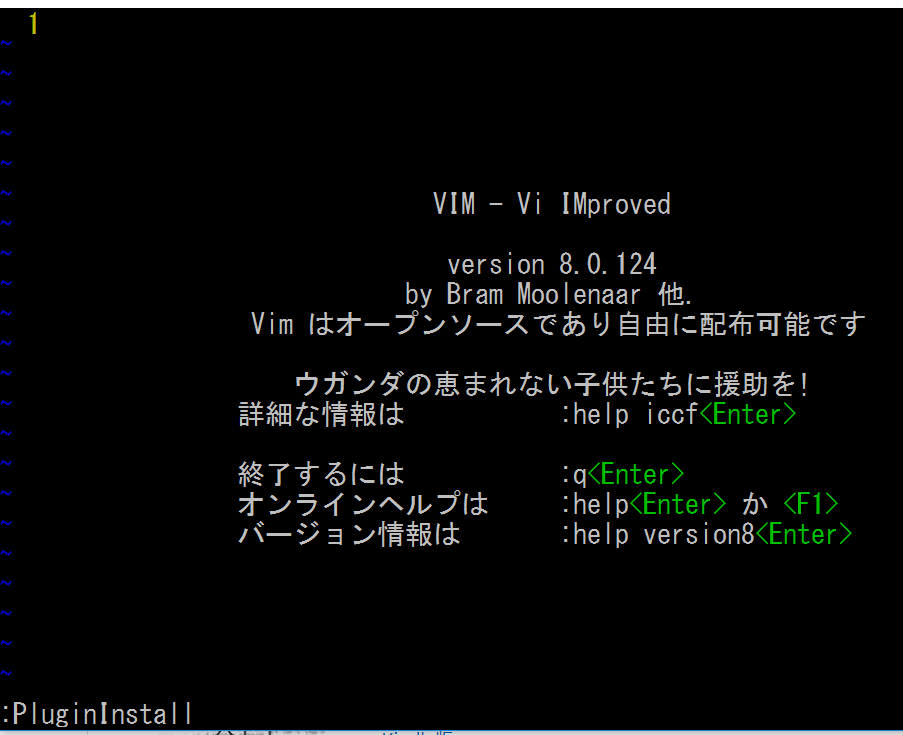 1
~
~
~
~
~
~
VIM - Vi IMproved
~
~
version 8.0.124
~
by Bram Moolenaar 他.
~
Vim はオープンソースであり自由に配布可能です
~
~
ウガンダの恵まれない子供たちに援助を!
~
詳細な情報は :help iccf<Enter>
~
~
終了するには :q<Enter>
~
オンラインヘルプは :help<Enter> か <F1>
~
バージョン情報は :help version8<Enter>
~
~
~
~
~
:PluginInstall